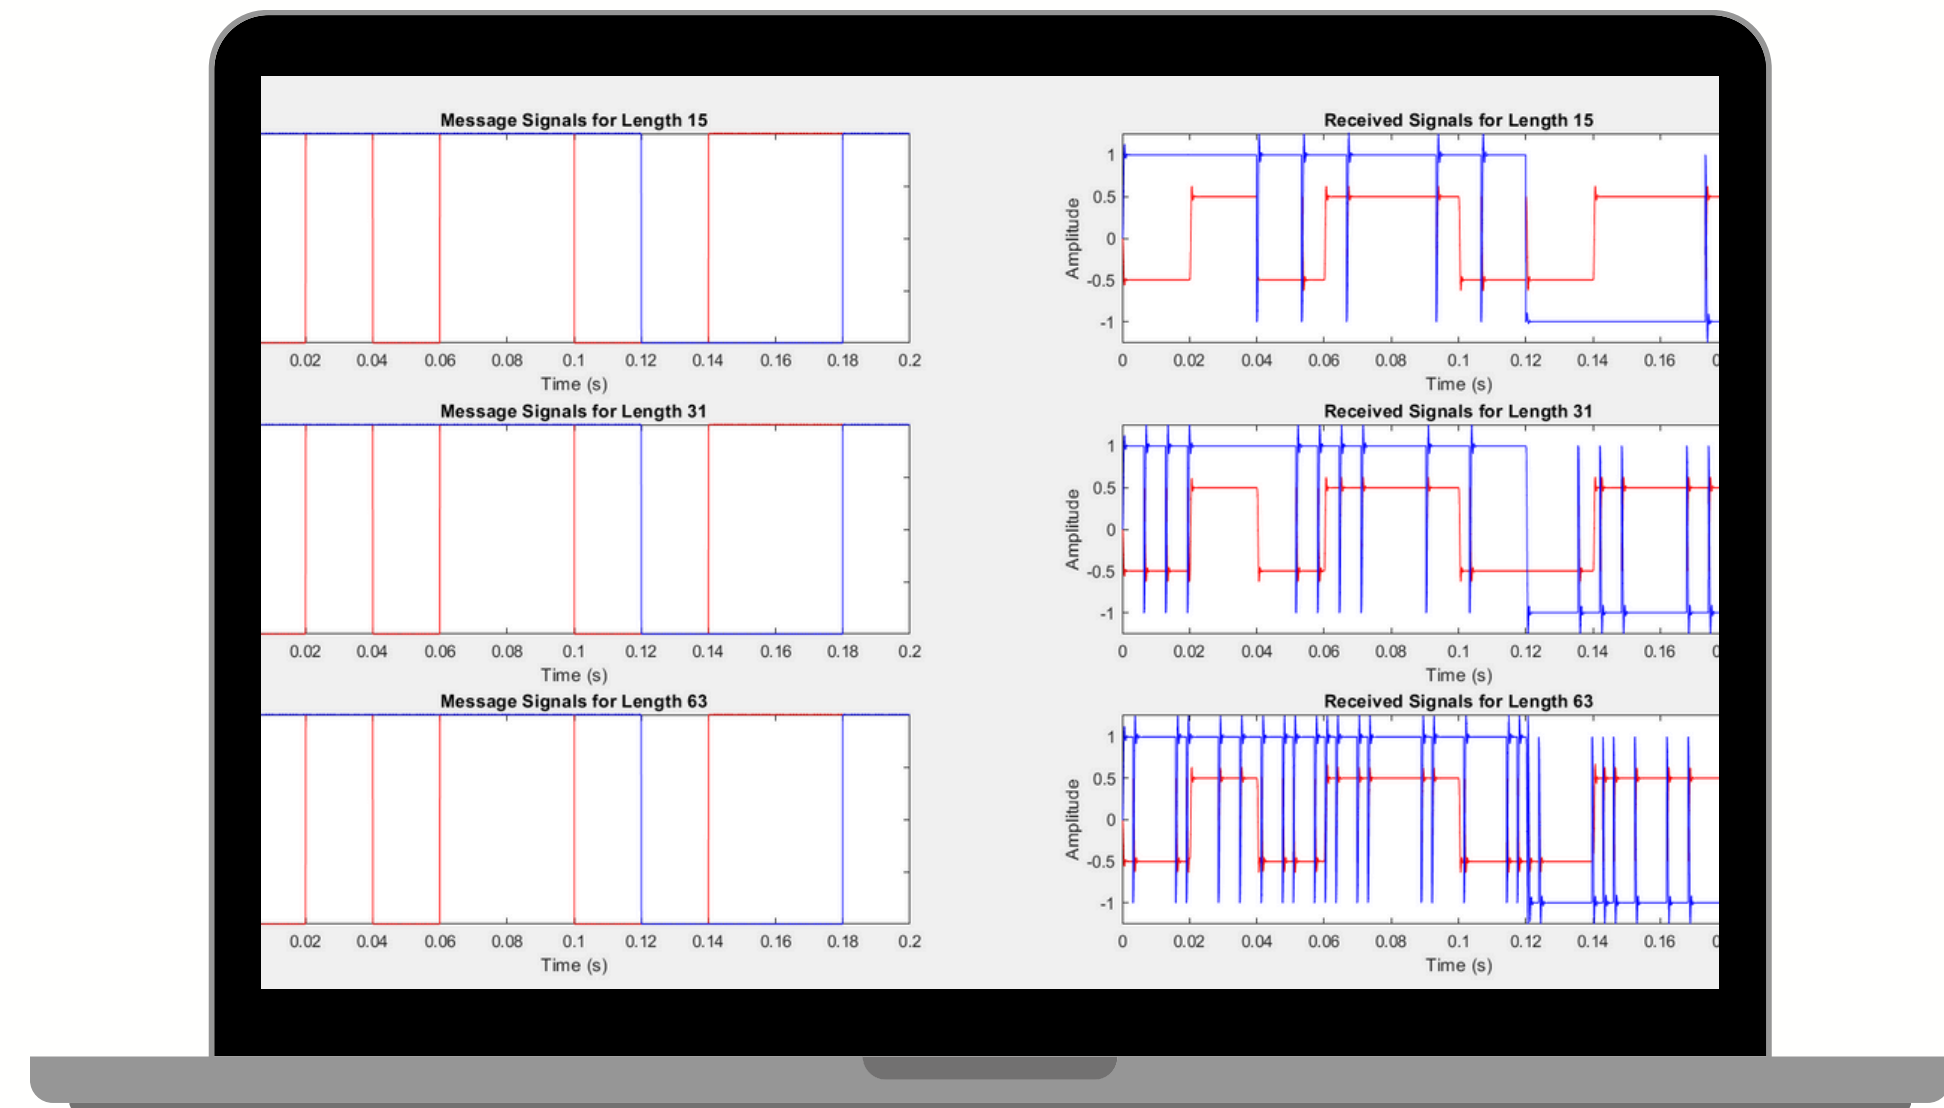 Message Signals for Length 15
0.02 0.04 0.06 0.08 0.1 0.12 0.14 0.16 0.18 0.2
Time (s)
Received Signals for Length 15
Amplitude
1
0.5
0
-0.5
-1
0 0.02 0.04 0.06 0.08 0.1 0.12 0.14 0.16
Time (s)
Message Signals for Length 31
0.02 0.04 0.06 0.08 0.1 0.12 0.14 0.16 0.18 0.2
Time (s)
Received Signals for Length 31
Amplitude
1
0.5
0
-0.5
-1
0 0.02 0.04 0.06 0.08 0.1 0.12 0.14 0.16
Time (s)
Message Signals for Length 63
0.02 0.04 0.06 0.08 0.1 0.12 0.14 0.16 0.18 0.2
Time (s)
Received Signals for Length 63
Amplitude
1
0.5
0
-0.5
-1
0 0.02 0.04 0.06 0.08 0.1 0.12 0.14 0.16
Time (s)